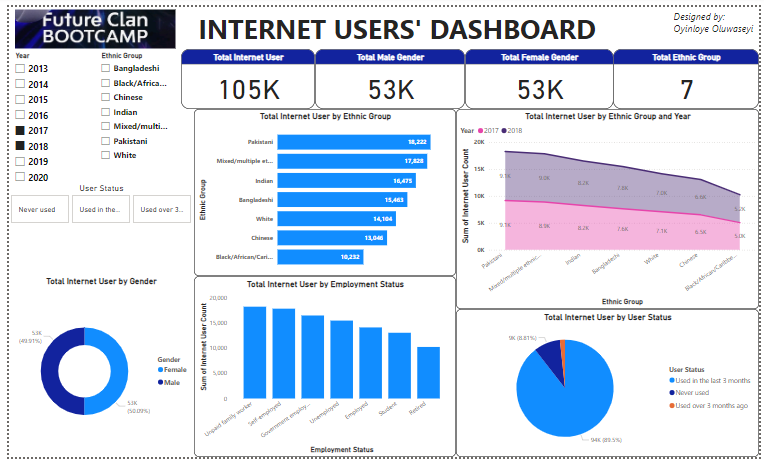 Future Clan
BOOTCAMP
INTERNET USERS' DASHBOARD
Designed by:
Oyinloye Oluwaseyi
Year
2013
2014
2015
2016
2017
2018
2019
2020
Ethnic Group
Bangladeshi
Black/Africa...
Chinese
Indian
Mixed/multi...
Pakistani
White
User Status
Never used
Used in the..
Used over 3..
Total Internet User
105K
Total Male Gender
53K
Total Female Gender
53K
Total Ethnic Group
7
Total Internet User by Ethnic Group
Ethnic Group
Pakistani
18,222
Mixed/multiple et...
17,828
Indian
16,475
Bangladeshi
15,463
White
14,104
Chinese
13,046
Black/African/Cari...
10,232
Total Internet User by Ethnic Group and Year
Year 2017 2018
Sum of Internet User Count
20K
15K
10K
5K
0K
9.1K
9.0K
8.2K
7.8K
7.0K
6.6K
5.2K
9.1K
8.9K
8.2K
7.6K
7.1K
6.5K
5.0K
Pakistani
Mixed/multiple ethnic...
Indian
Bangladeshi
White
Chinese
Black/African/Caribbe...
Ethnic Group
Total Internet User by Gender
53K
(49.91%)
53K
(50.09%)
Gender
Female
Male
Total Internet User by Employment Status
Sum of Internet User Count
20,000
15,000
10,000
5,000
0
Unpaid family worker
Self-employed
Government employ...
Unemployed
Employed
Student
Retired
Employment Status
Total Internet User by User Status
9K (8.81%)
94K (89.5%)
User Status
Used in the last 3 months
Never used
Used over 3 months ago